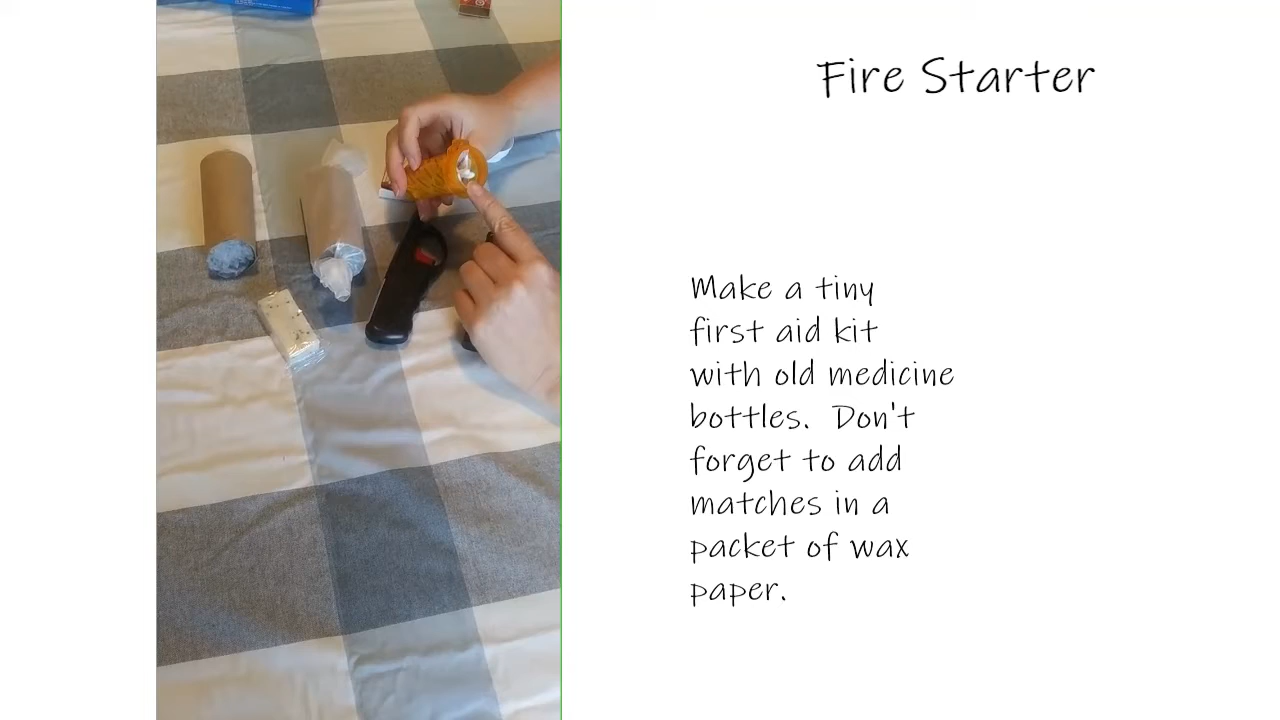 Fire Starter
Make a tiny
first aid kit
with old medicine
bottles.  Don't
forget to add
matches in a
packet of wax
paper.